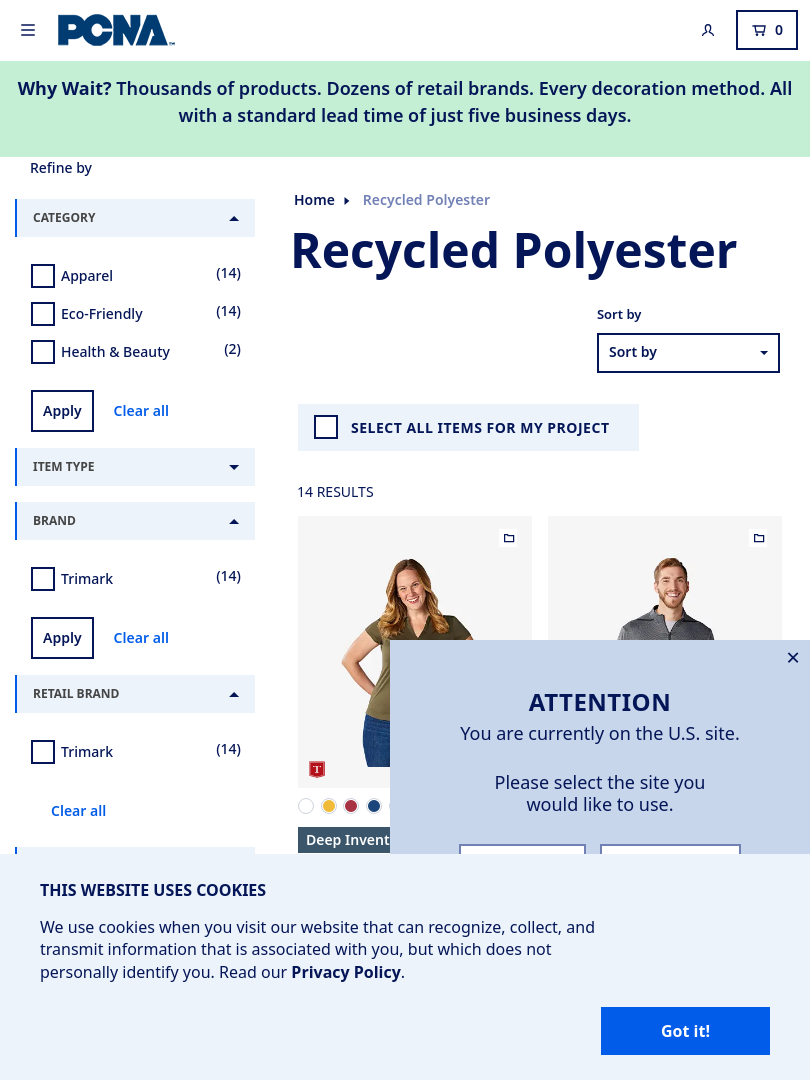 PCNA
0
Why Wait? Thousands of products. Dozens of retail brands. Every decoration method. All
with a standard lead time of just five business days.
Refine by
CATEGORY
Apparel (14)
Eco-Friendly (14)
Health & Beauty (2)
Apply Clear all
ITEM TYPE
BRAND
Trimark (14)
Apply Clear all
RETAIL BRAND
Trimark (14)
Clear all
Home Recycled Polyester
Recycled Polyester
Sort by
Sort by
SELECT ALL ITEMS FOR MY PROJECT
14 RESULTS
T
Deep Invent
ATTENTION
You are currently on the U.S. site.
Please select the site you
would like to use.
THIS WEBSITE USES COOKIES
We use cookies when you visit our website that can recognize, collect, and
transmit information that is associated with you, but which does not
personally identify you. Read our Privacy Policy.
Got it!